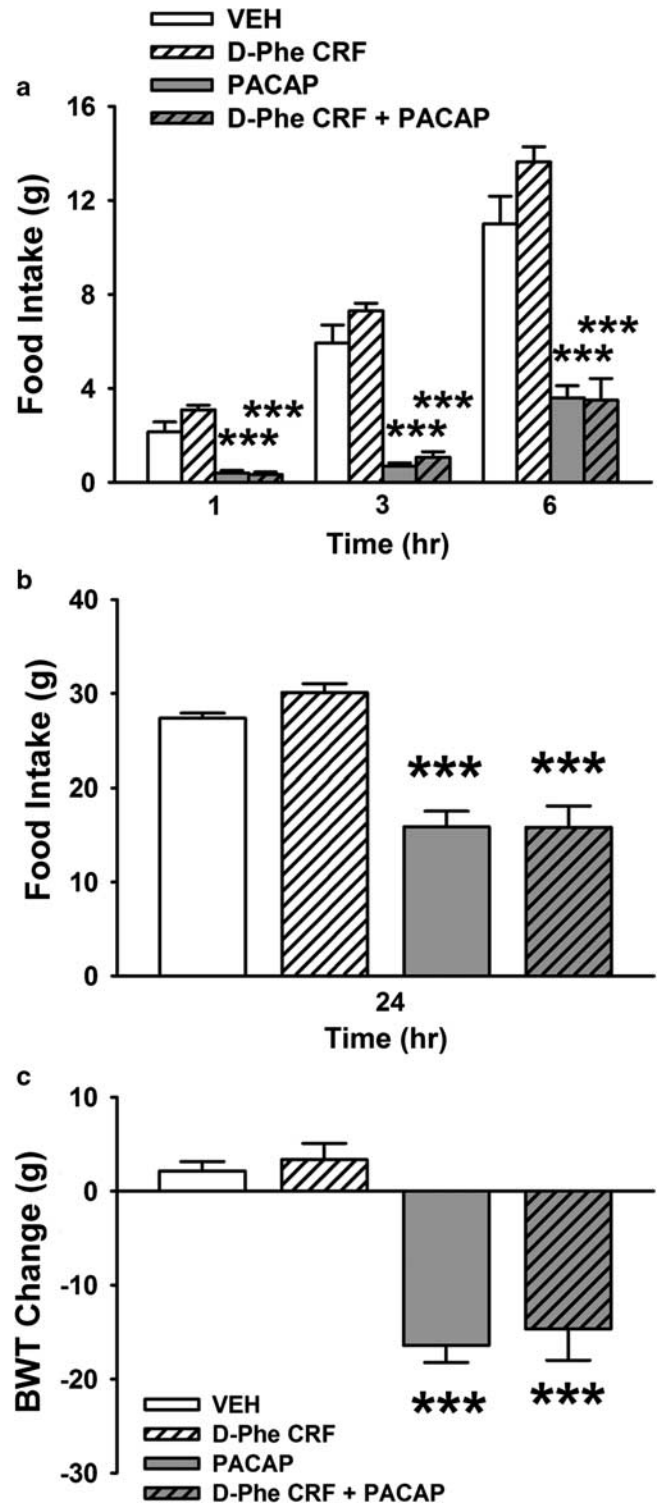 VEH
D-Phe CRF
PACAP
D-Phe CRF + PACAP
a
16
12
8
4
0
Food Intake (g)
*** ***
*** ***
*** ***
1 3 6
Time (hr)
b
40
30
20
10
0
Food Intake (g)
*** ***
24
Time (hr)
c
10
0
-10
-20
-30
BWT Change (g)
*** ***
VEH
D-Phe CRF
PACAP
D-Phe CRF + PACAP